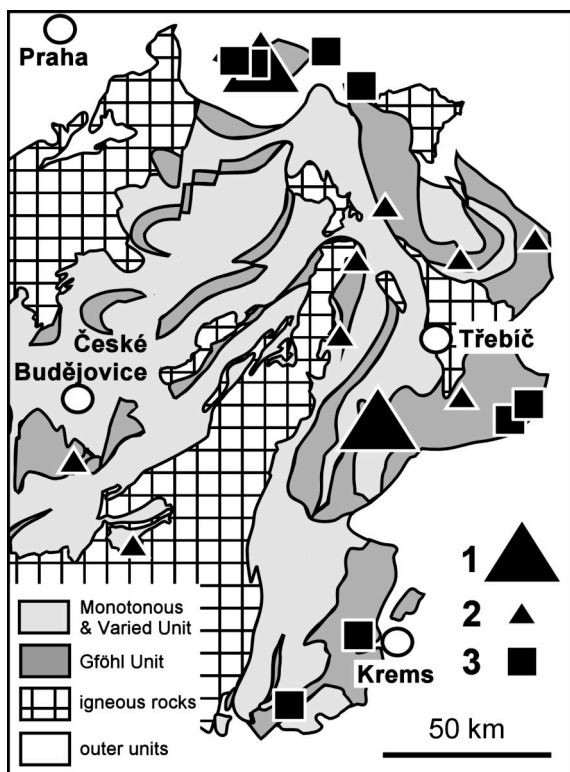 Praha
České
Budějovice
Třebíč
1
2
3
Monotonous
& Varied Unit
Gföhl Unit
igneous rocks
outer units
Krems
50 km